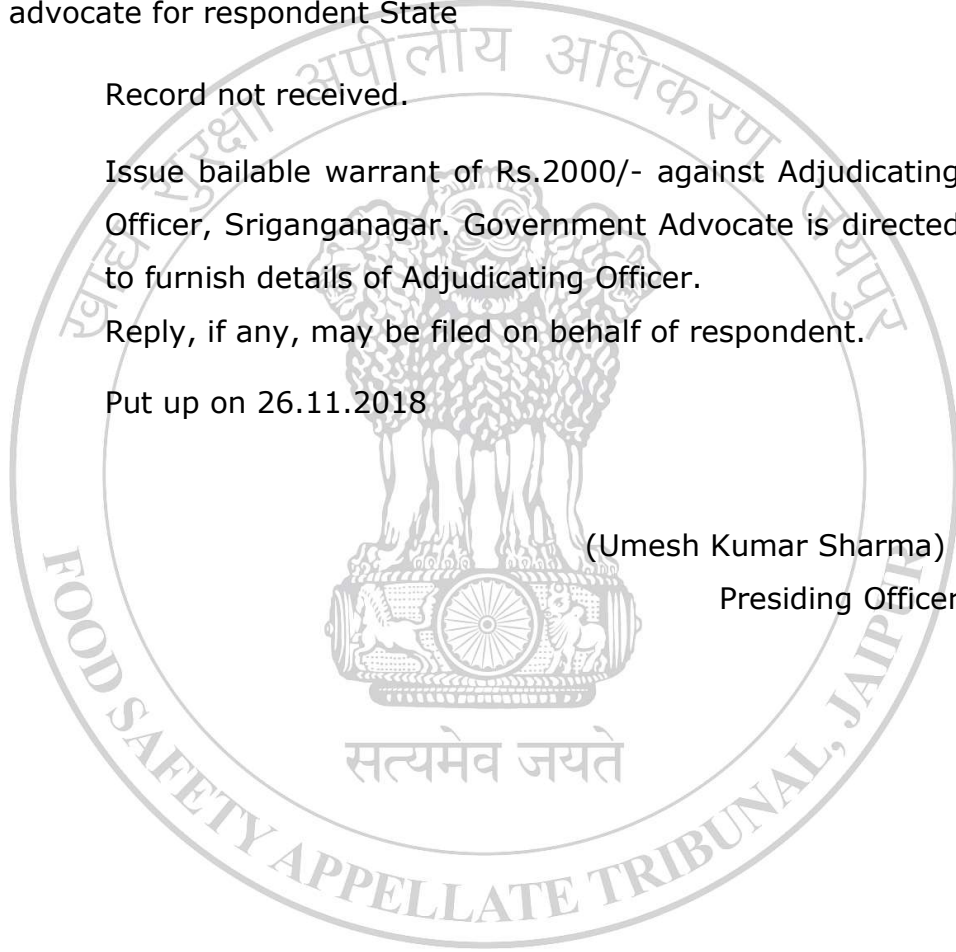 advocate for respondent State
Record not received.
Issue bailable warrant of Rs.2000/- against Adjudicating
Officer, Sriganganagar. Government Advocate is directed
to furnish details of Adjudicating Officer.
Reply, if any, may be filed on behalf of respondent.
Put up on 26.11.2018
(Umesh Kumar Sharma)
Presiding Officer
खाद्य सुरक्षा अपीलीय अधिकरण जयपुर
सत्यमेव जयते
FOOD SAFETY APPELLATE TRIBUNAL, JAIPUR